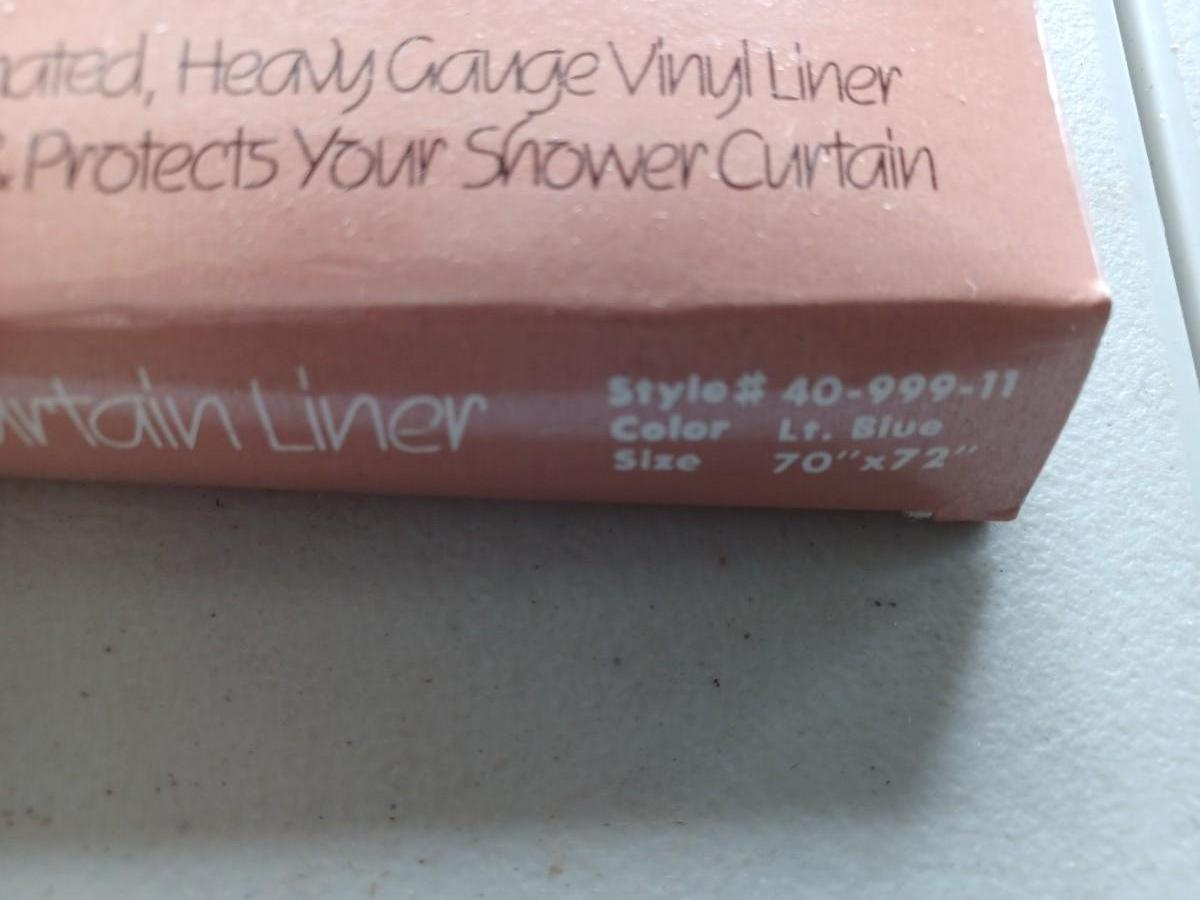 nated, Heavy Gauge Vinyl Liner
& Protects Your Shower Curtain
urtain Liner
Style# 40-999-11
Color Lt. Blue
Size 70"x72"